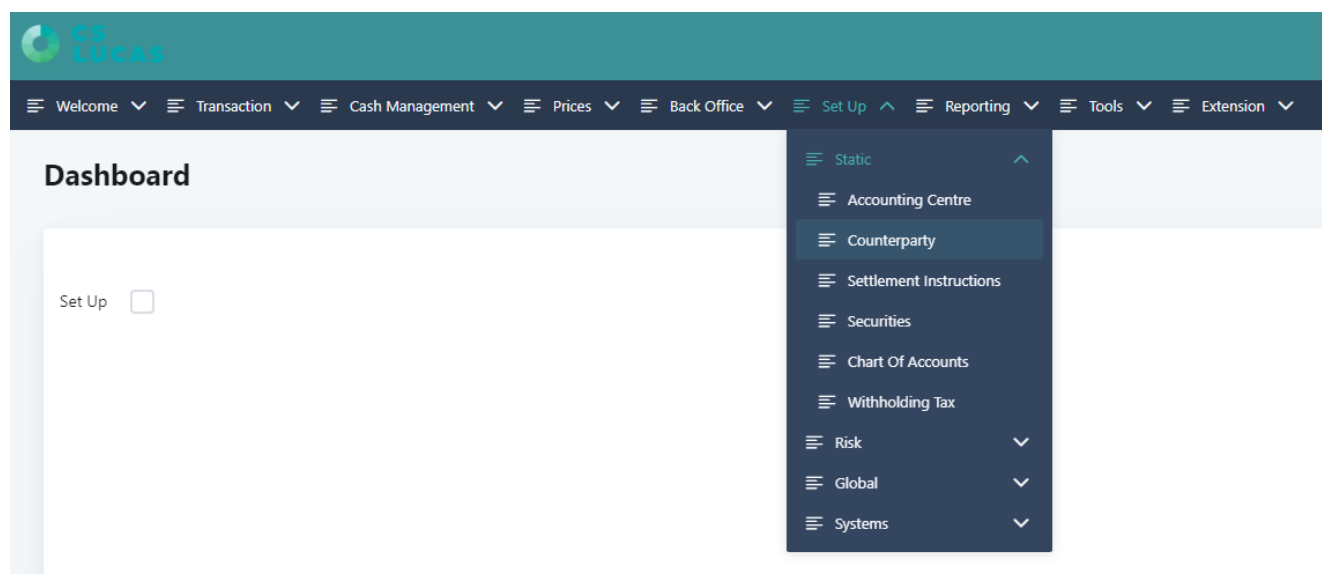 CS
LUCAS
Welcome Transaction Cash Management Prices Back Office Set Up Reporting Tools Extension
Dashboard
Set Up
Static
Accounting Centre
Counterparty
Settlement Instructions
Securities
Chart Of Accounts
Withholding Tax
Risk
Global
Systems